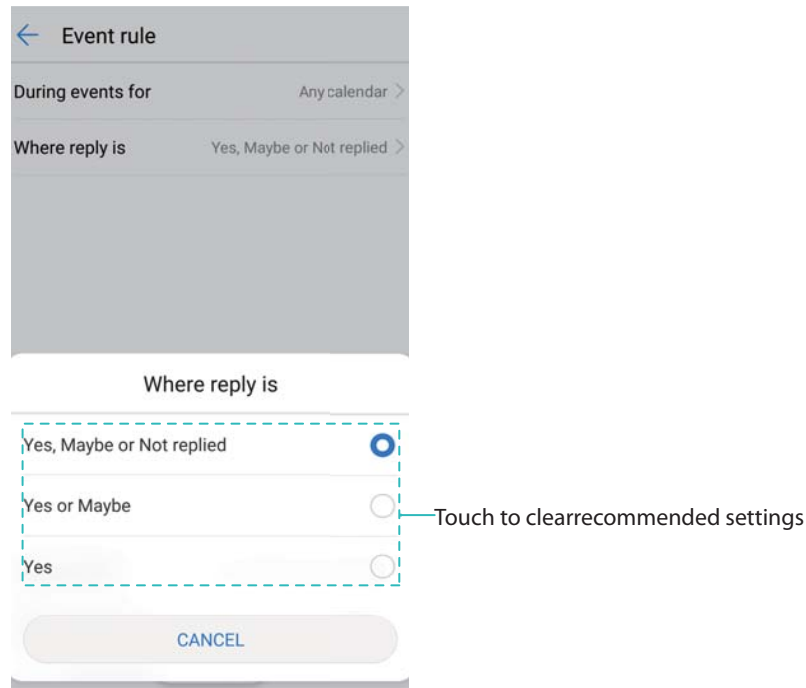 Event rule
During events for Any calendar
Where reply is Yes, Maybe or Not replied
Where reply is
Yes, Maybe or Not replied
Yes or Maybe
Touch to clearrecommended settings
Yes
CANCEL